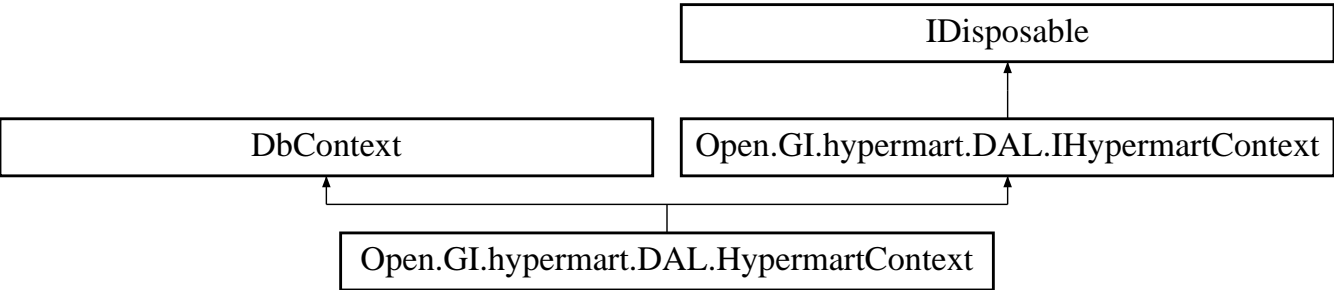 IDisposable
DbContext
Open.GI.hypermart.DAL.IHypermartContext
Open.GI.hypermart.DAL.HypermartContext